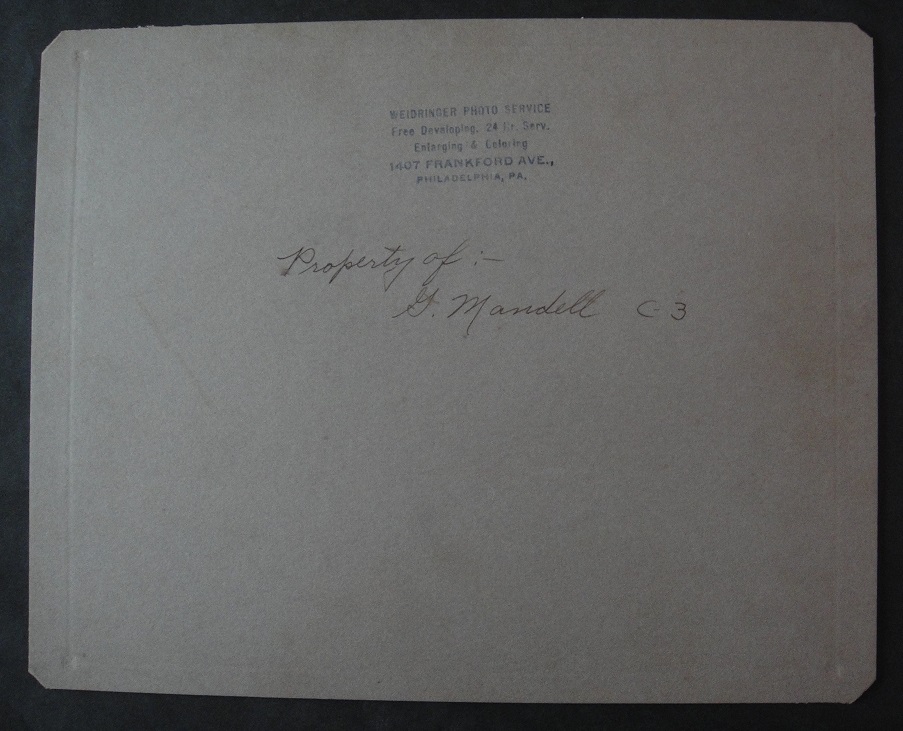 WEIDRINGER PHOTO SERVICE
Free Developing, 24 Hr. Serv.
Enlarging & Coloring
1407 FRANKFORD AVE.,
PHILADELPHIA, PA.
Property of :-
G. Mandell C-3